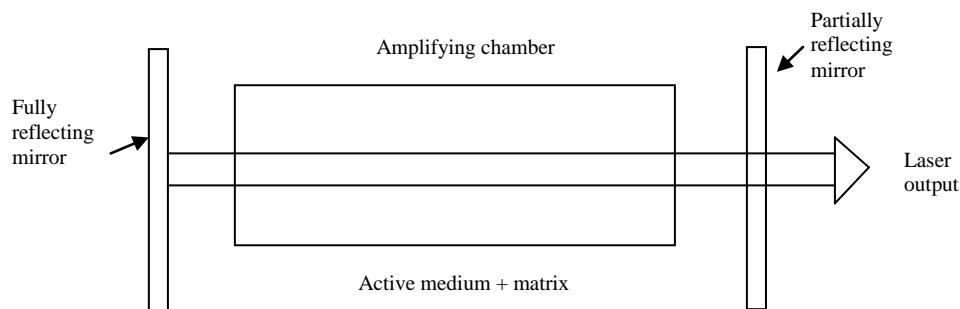 Partially
reflecting
mirror
Amplifying chamber
Fully
reflecting
mirror
Laser
output
Active medium + matrix